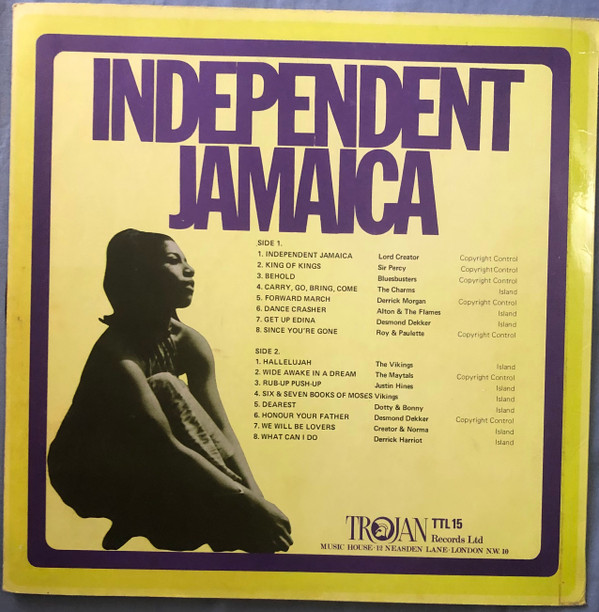 INDEPENDENT
JAMAICA
SIDE 1.
1. INDEPENDENT JAMAICA Lord Creator Copyright Control
2. KING OF KINGS Sir Percy Copyright Control
3. BEHOLD Bluesbusters Copyright Control
4. CARRY, GO, BRING, COME The Charms Island
5. FORWARD MARCH Derrick Morgan Copyright Control
6. DANCE CRASHER Alton & The Flames Island
7. GET UP EDINA Desmond Dekker Island
8. SINCE YOU'RE GONE Roy & Paulette Copyright Control
SIDE 2.
1. HALLELUJAH The Vikings Island
2. WIDE AWAKE IN A DREAM The Maytals Copyright Control
3. RUB-UP PUSH-UP Justin Hines Island
4. SIX & SEVEN BOOKS OF MOSES Vikings Island
5. DEAREST Dotty & Bonny Island
6. HONOUR YOUR FATHER Desmond Dekker Copyright Control
7. WE WILL BE LOVERS Creator & Norma Island
8. WHAT CAN I DO Derrick Harriot Island
TROJAN TTL 15
Records Ltd
MUSIC HOUSE·12 NEASDEN LANE·LONDON N.W. 10